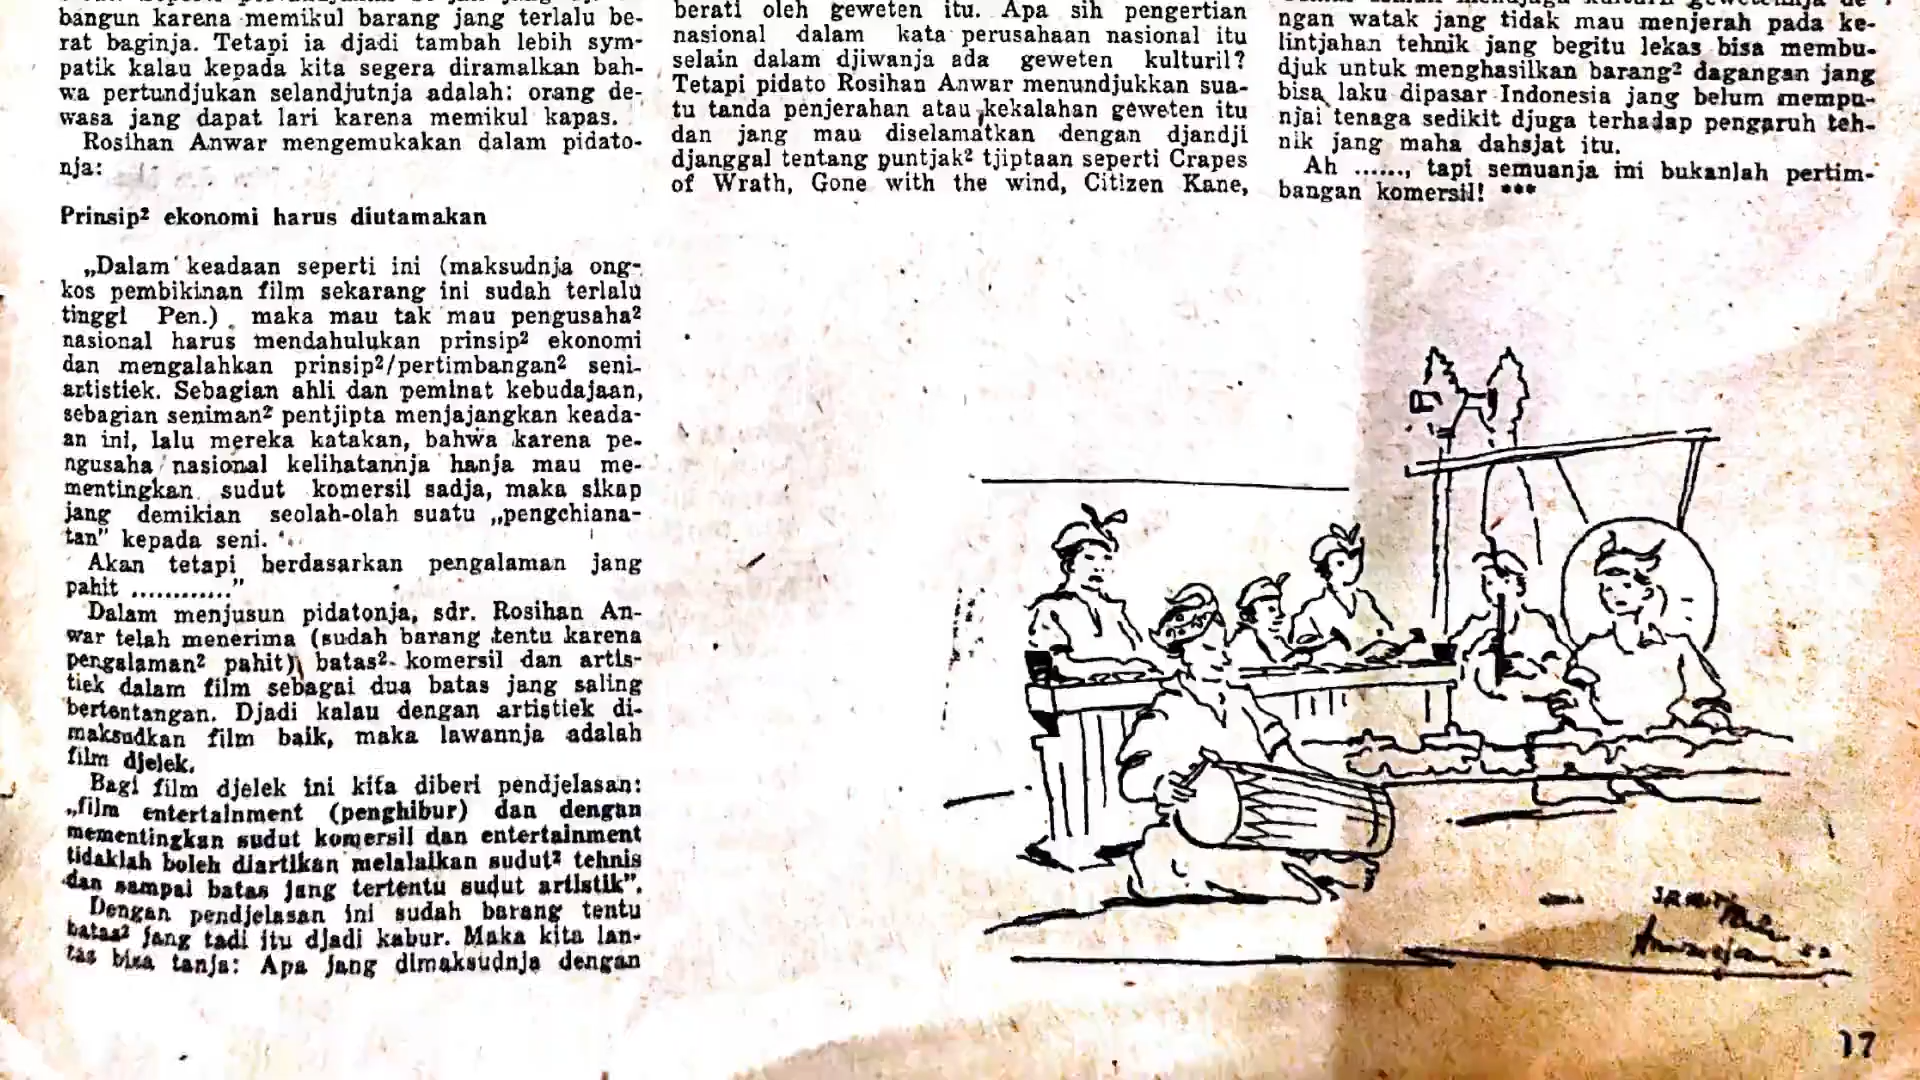 bangun karena memikul barang jang terlalu be-
rat baginja. Tetapi ia djadi tambah lebih sym-
patik kalau kepada kita segera diramalkan bah-
wa pertundjukan selandjutnja adalah: orang de-
wasa jang dapat lari karena memikul kapas.
Rosihan Anwar mengemukakan dalam pidato-
nja:
Prinsip² ekonomi harus diutamakan
„Dalam keadaan seperti ini (maksudnja ong-
kos pembikinan film sekarang ini sudah terlalu
tinggi Pen.) maka mau tak mau pengusaha²
nasional harus mendahulukan prinsip² ekonomi
dan mengalahkan prinsip²/pertimbangan² seni-
artistiek. Sebagian ahli dan peminat kebudajaan,
sebagian seniman² pentjipta menjajangkan keada-
an ini, lalu mereka katakan, bahwa karena pe-
ngusaha nasional kelihatannja hanja mau me-
mentingkan sudut komersil sadja, maka sikap
jang demikian seolah-olah suatu „pengchiana-
tan” kepada seni.
Akan tetapi berdasarkan pengalaman jang
pahit ............”
Dalam menjusun pidatonja, sdr. Rosihan An-
war telah menerima (sudah barang tentu karena
pengalaman² pahit) batas² komersil dan artis-
tiek dalam film sebagai dua batas jang saling
bertentangan. Djadi kalau dengan artistiek di-
maksudkan film baik, maka lawannja adalah
film djelek.
Bagi film djelek ini kita diberi pendjelasan:
„film entertainment (penghibur) dan dengan
mementingkan sudut komersil dan entertainment
tidaklah boleh diartikan melalaikan sudut² tehnis
dan sampai batas jang tertentu sudut artistik”.
Dengan pendjelasan ini sudah barang tentu
batas² jang tadi itu djadi kabur. Maka kita lan-
tas bisa tanja: Apa jang dimaksudnja dengan
berati oleh geweten itu. Apa sih pengertian
nasional dalam kata perusahaan nasional itu
selain dalam djiwanja ada geweten kulturil?
Tetapi pidato Rosihan Anwar menundjukkan sua-
tu tanda penjerahan atau kekalahan geweten itu
dan jang mau diselamatkan dengan djandji
djanggal tentang puntjak² tjiptaan seperti Crapes
of Wrath, Gone with the wind, Citizen Kane,
ngan watak jang tidak mau menjerah pada ke-
lintjahan tehnik jang begitu lekas bisa membu-
djuk untuk menghasilkan barang² dagangan jang
bisa laku dipasar Indonesia jang belum mempu-
njai tenaga sedikit djuga terhadap pengaruh teh-
nik jang maha dahsjat itu.
Ah ......, tapi semuanja ini bukanlah pertim-
bangan komersil! ***
17